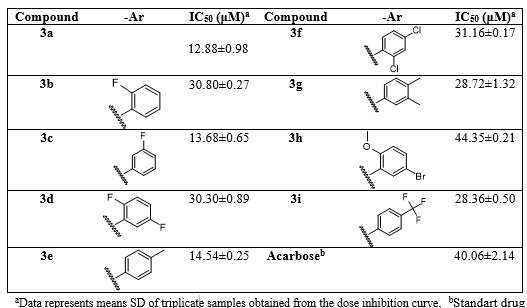 Compound -Ar IC50 (μM)a Compound -Ar IC50 (μM)a
3a 12.88±0.98 3f Cl Cl 31.16±0.17
3b F 30.80±0.27 3g 28.72±1.32
3c F 13.68±0.65 3h O Br 44.35±0.21
3d F F 30.30±0.89 3i F F F 28.36±0.50
3e 14.54±0.25 Acarboseb 40.06±2.14
aData represents means SD of triplicate samples obtained from the dose inhibition curve, bStandart drug